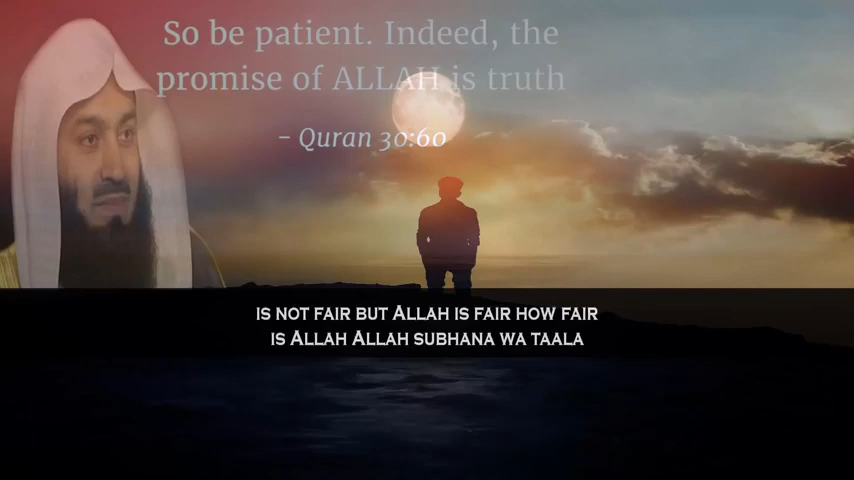 So be patient. Indeed, the
promise of ALLAH is truth
- Quran 30:60
IS NOT FAIR BUT ALLAH IS FAIR HOW FAIR
IS ALLAH ALLAH SUBHANA WA TAALA